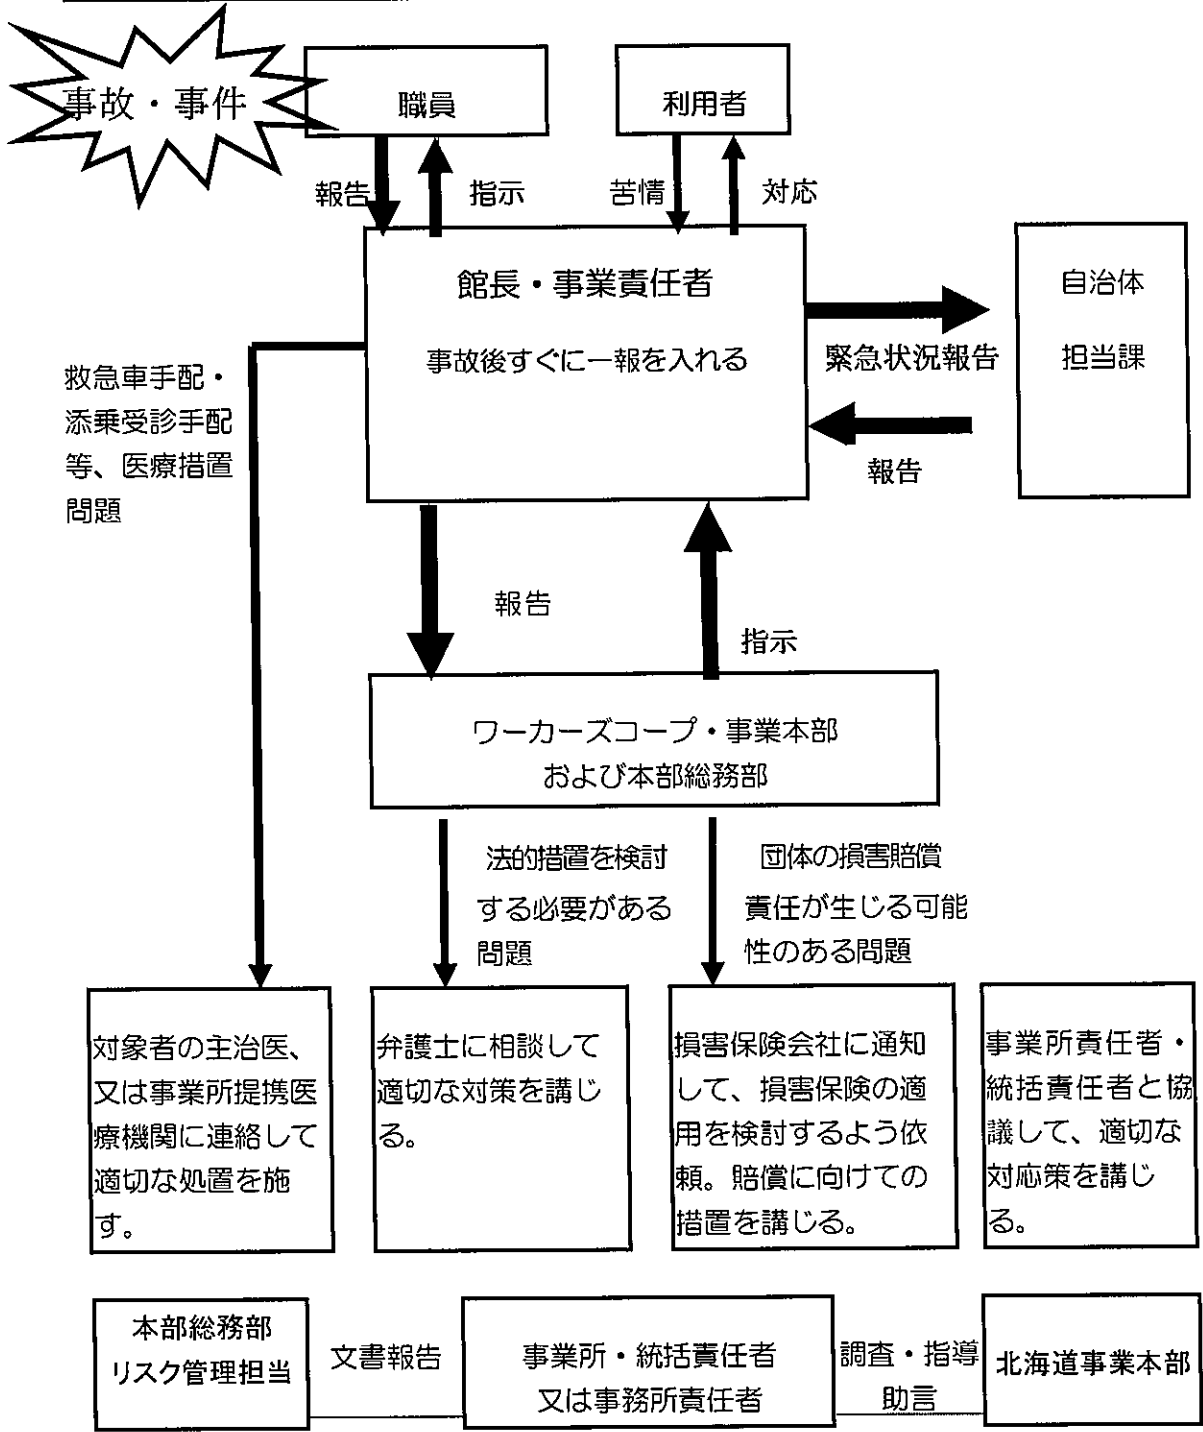 事故・事件
職員
利用者
報告
指示
苦情
対応
館長・事業責任者
事故後すぐに一報を入れる
自治体
担当課
緊急状況報告
報告
救急車手配・
添乗受診手配
等、医療措置
問題
報告
指示
ワーカーズコープ・事業本部
および本部総務部
法的措置を検討
する必要がある
問題
団体の損害賠償
責任が生じる可能
性のある問題
対象者の主治医、
又は事業所提携医
療機関に連絡して
適切な処置を施
す。
弁護士に相談して
適切な対策を講じ
る。
損害保険会社に通知
して、損害保険の適
用を検討するよう依
頼。賠償に向けての
措置を講じる。
事業所責任者・
統括責任者と協
議して、適切な
対応策を講じ
る。
本部総務部
リスク管理担当
文書報告
事業所・統括責任者
又は事務所責任者
調査・指導
助言
北海道事業本部